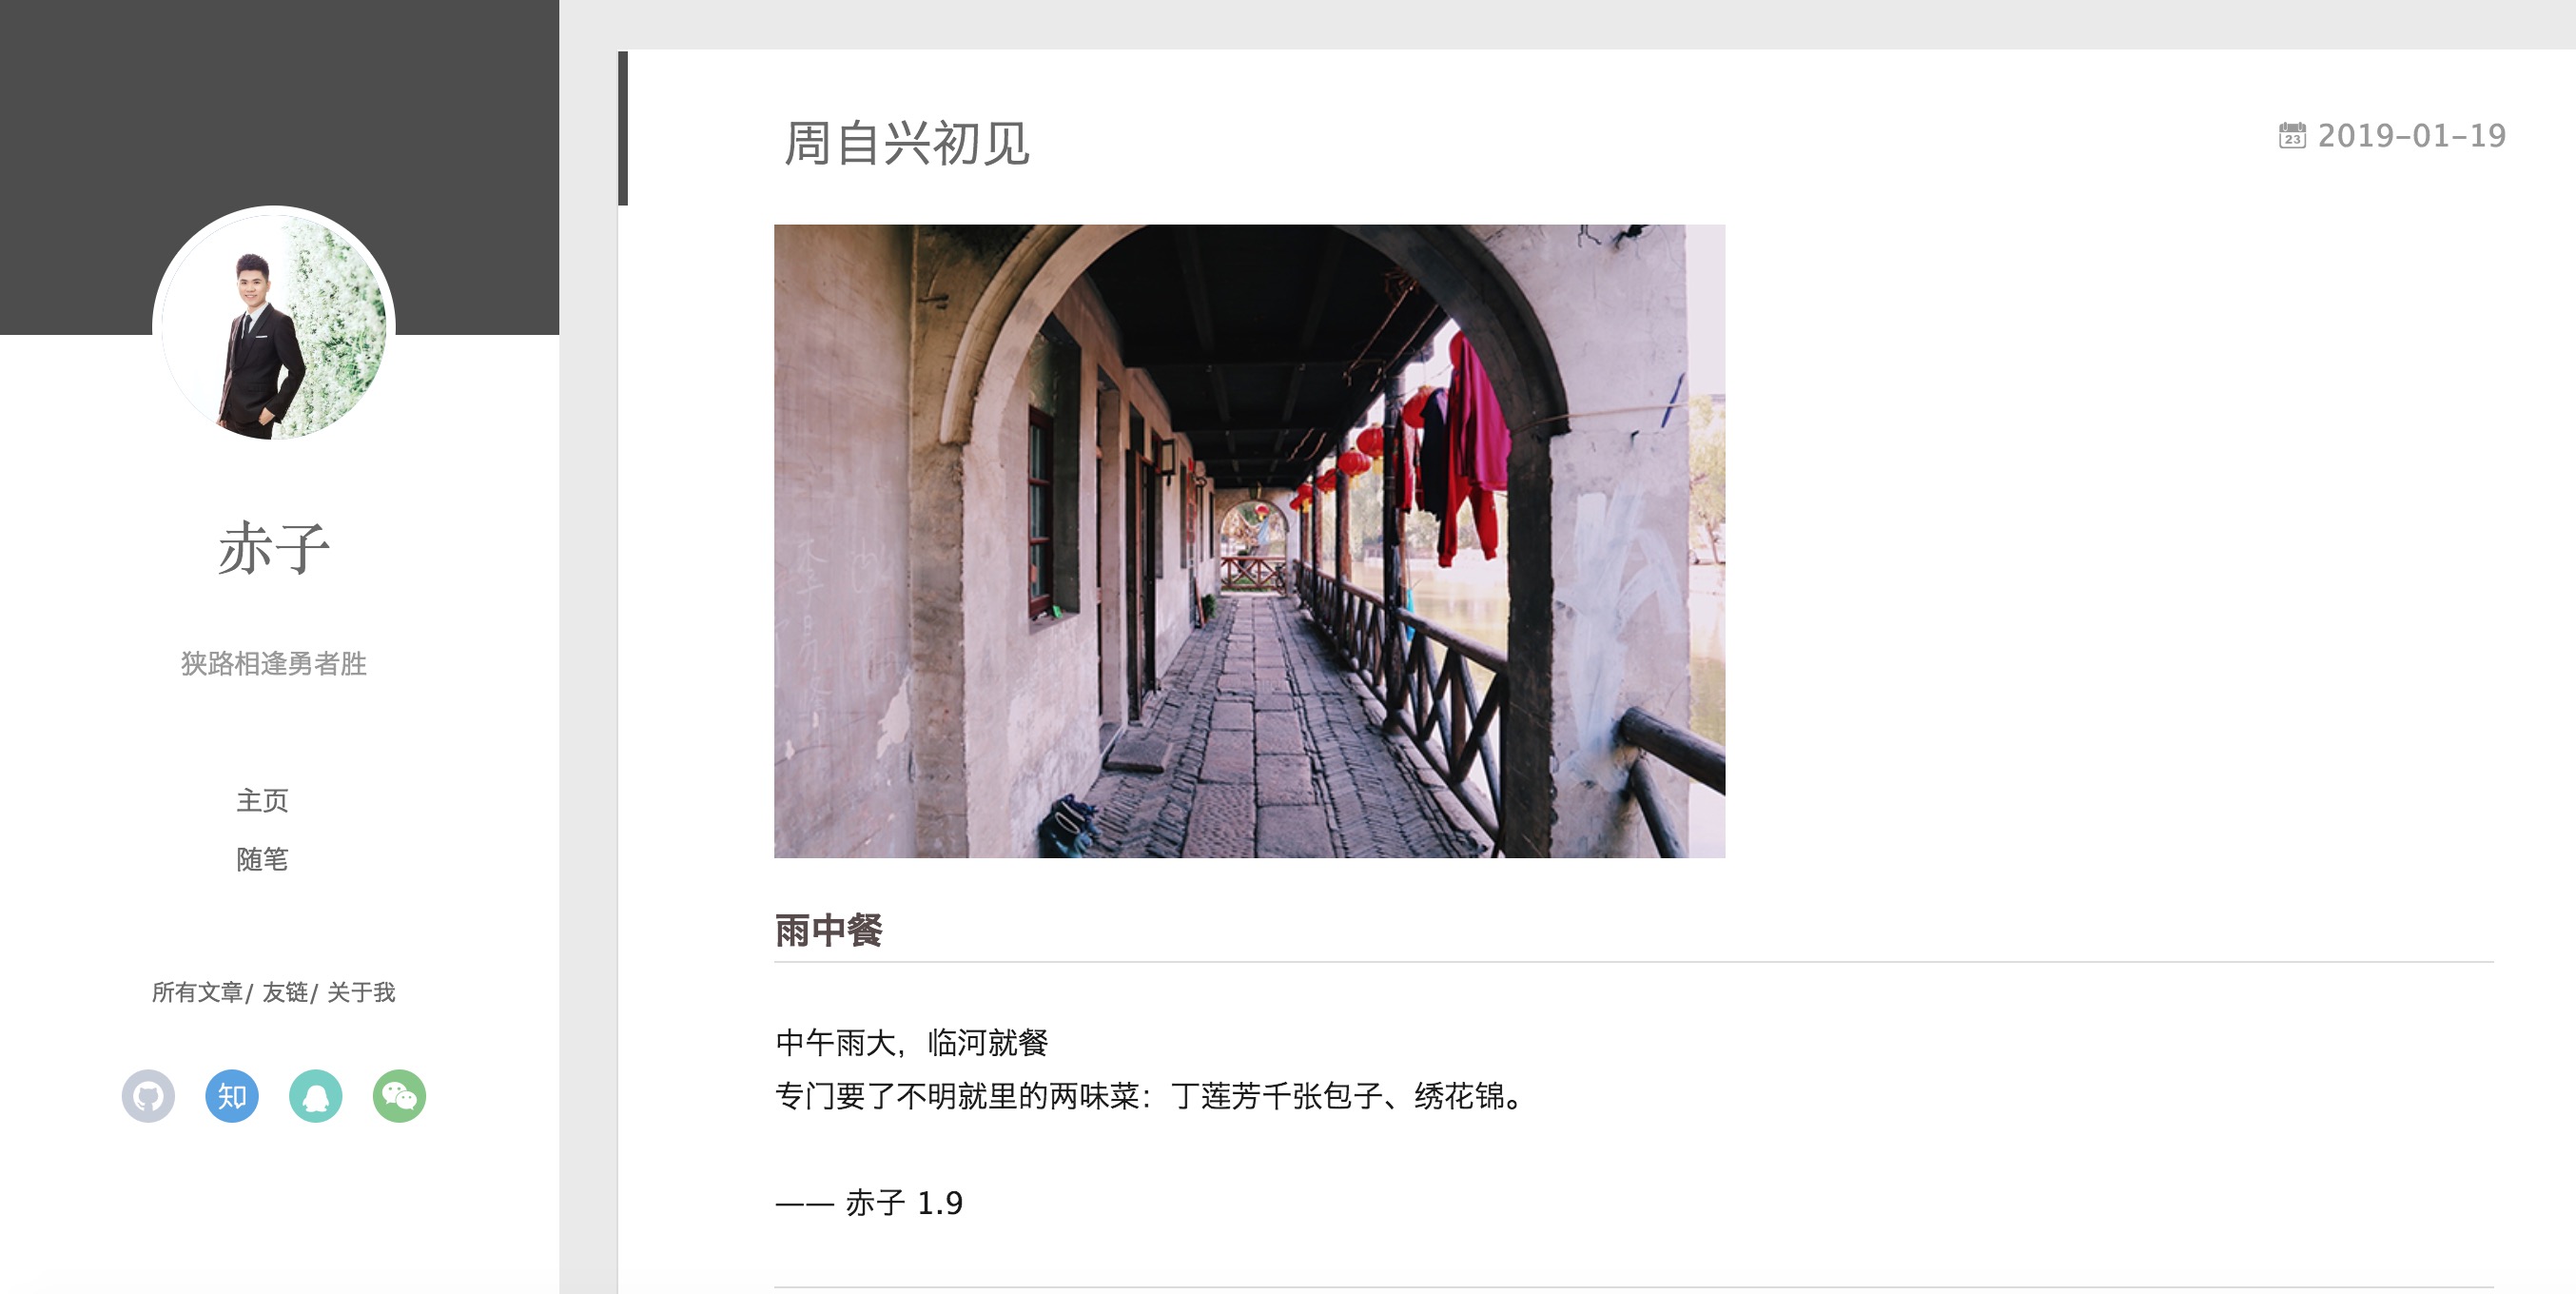 赤子
狭路相逢勇者胜
主页
随笔
所有文章/ 友链/ 关于我
知
周自兴初见
23 2019-01-19
雨中餐
中午雨大，临河就餐
专门要了不明就里的两味菜：丁莲芳千张包子、绣花锦。
—— 赤子 1.9